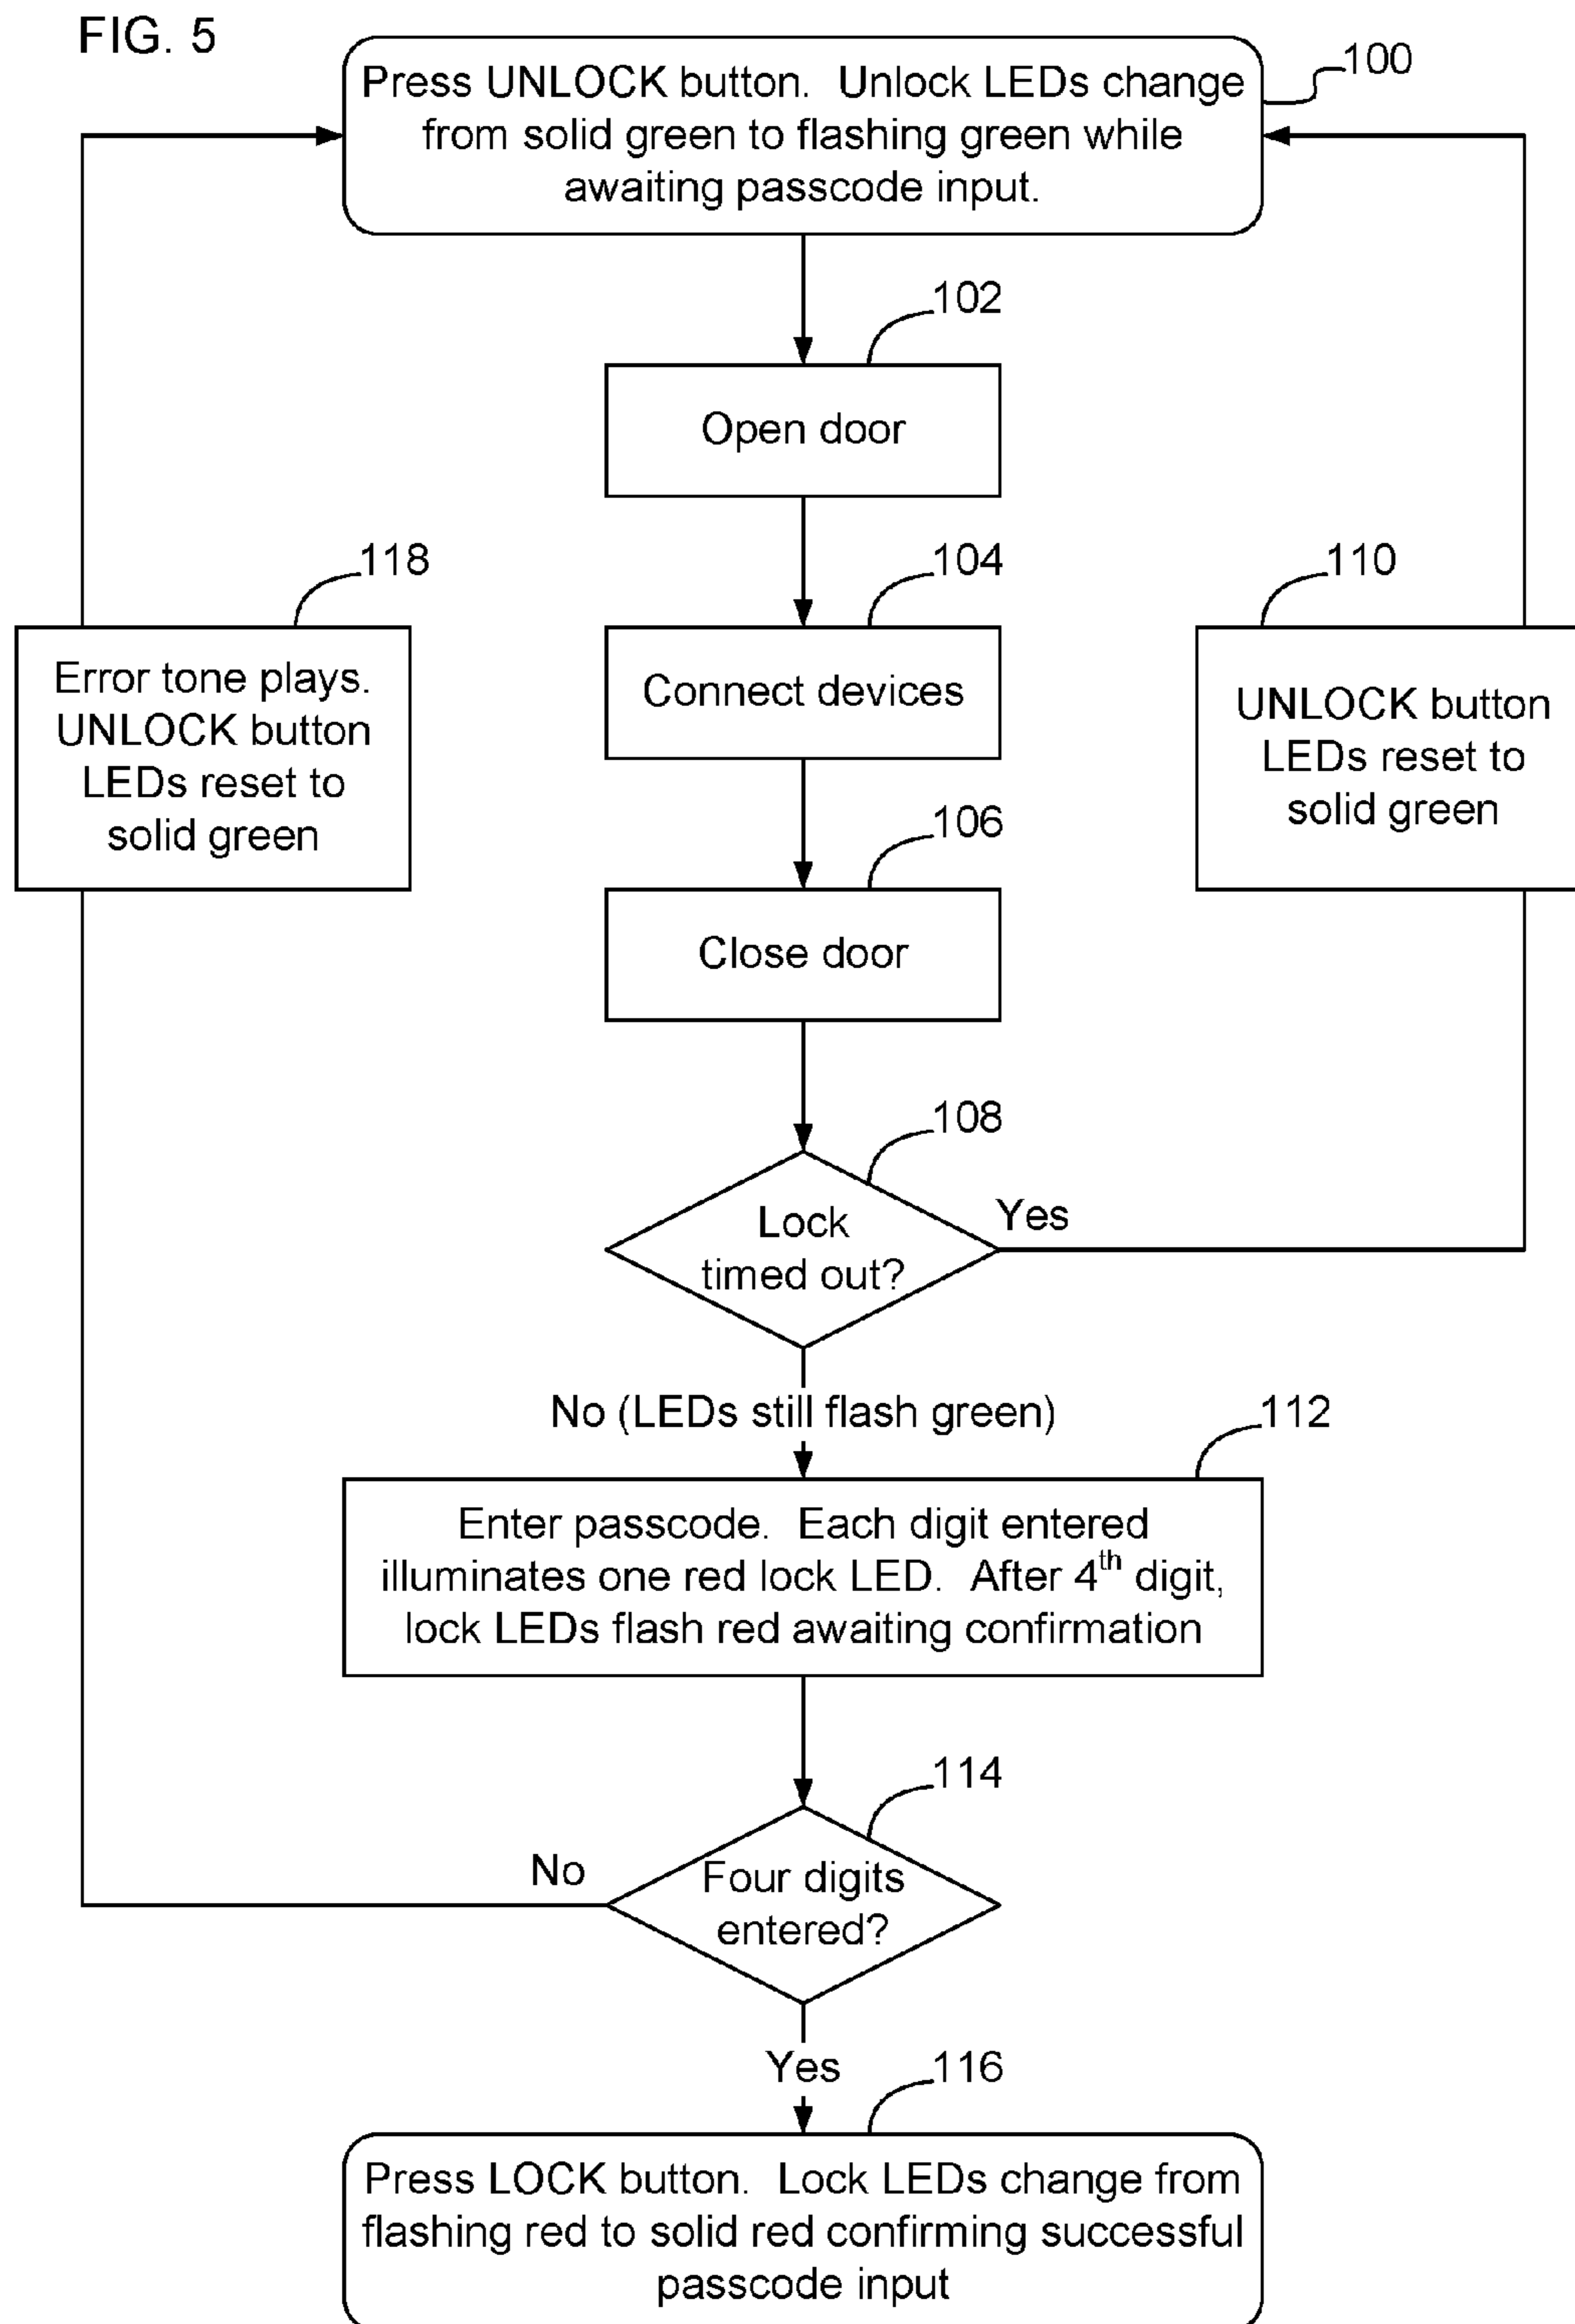 FIG. 5
Press UNLOCK button. Unlock LEDs change
from solid green to flashing green while
awaiting passcode input.
100
102
Open door
118
104
110
Error tone plays.
UNLOCK button
LEDs reset to
solid green
Connect devices
UNLOCK button
LEDs reset to
solid green
106
Close door
108
Lock
timed out?
Yes
No (LEDs still flash green)
112
Enter passcode. Each digit entered
illuminates one red lock LED. After 4th digit,
lock LEDs flash red awaiting confirmation
114
No
Four digits
entered?
Yes
116
Press LOCK button. Lock LEDs change from
flashing red to solid red confirming successful
passcode input